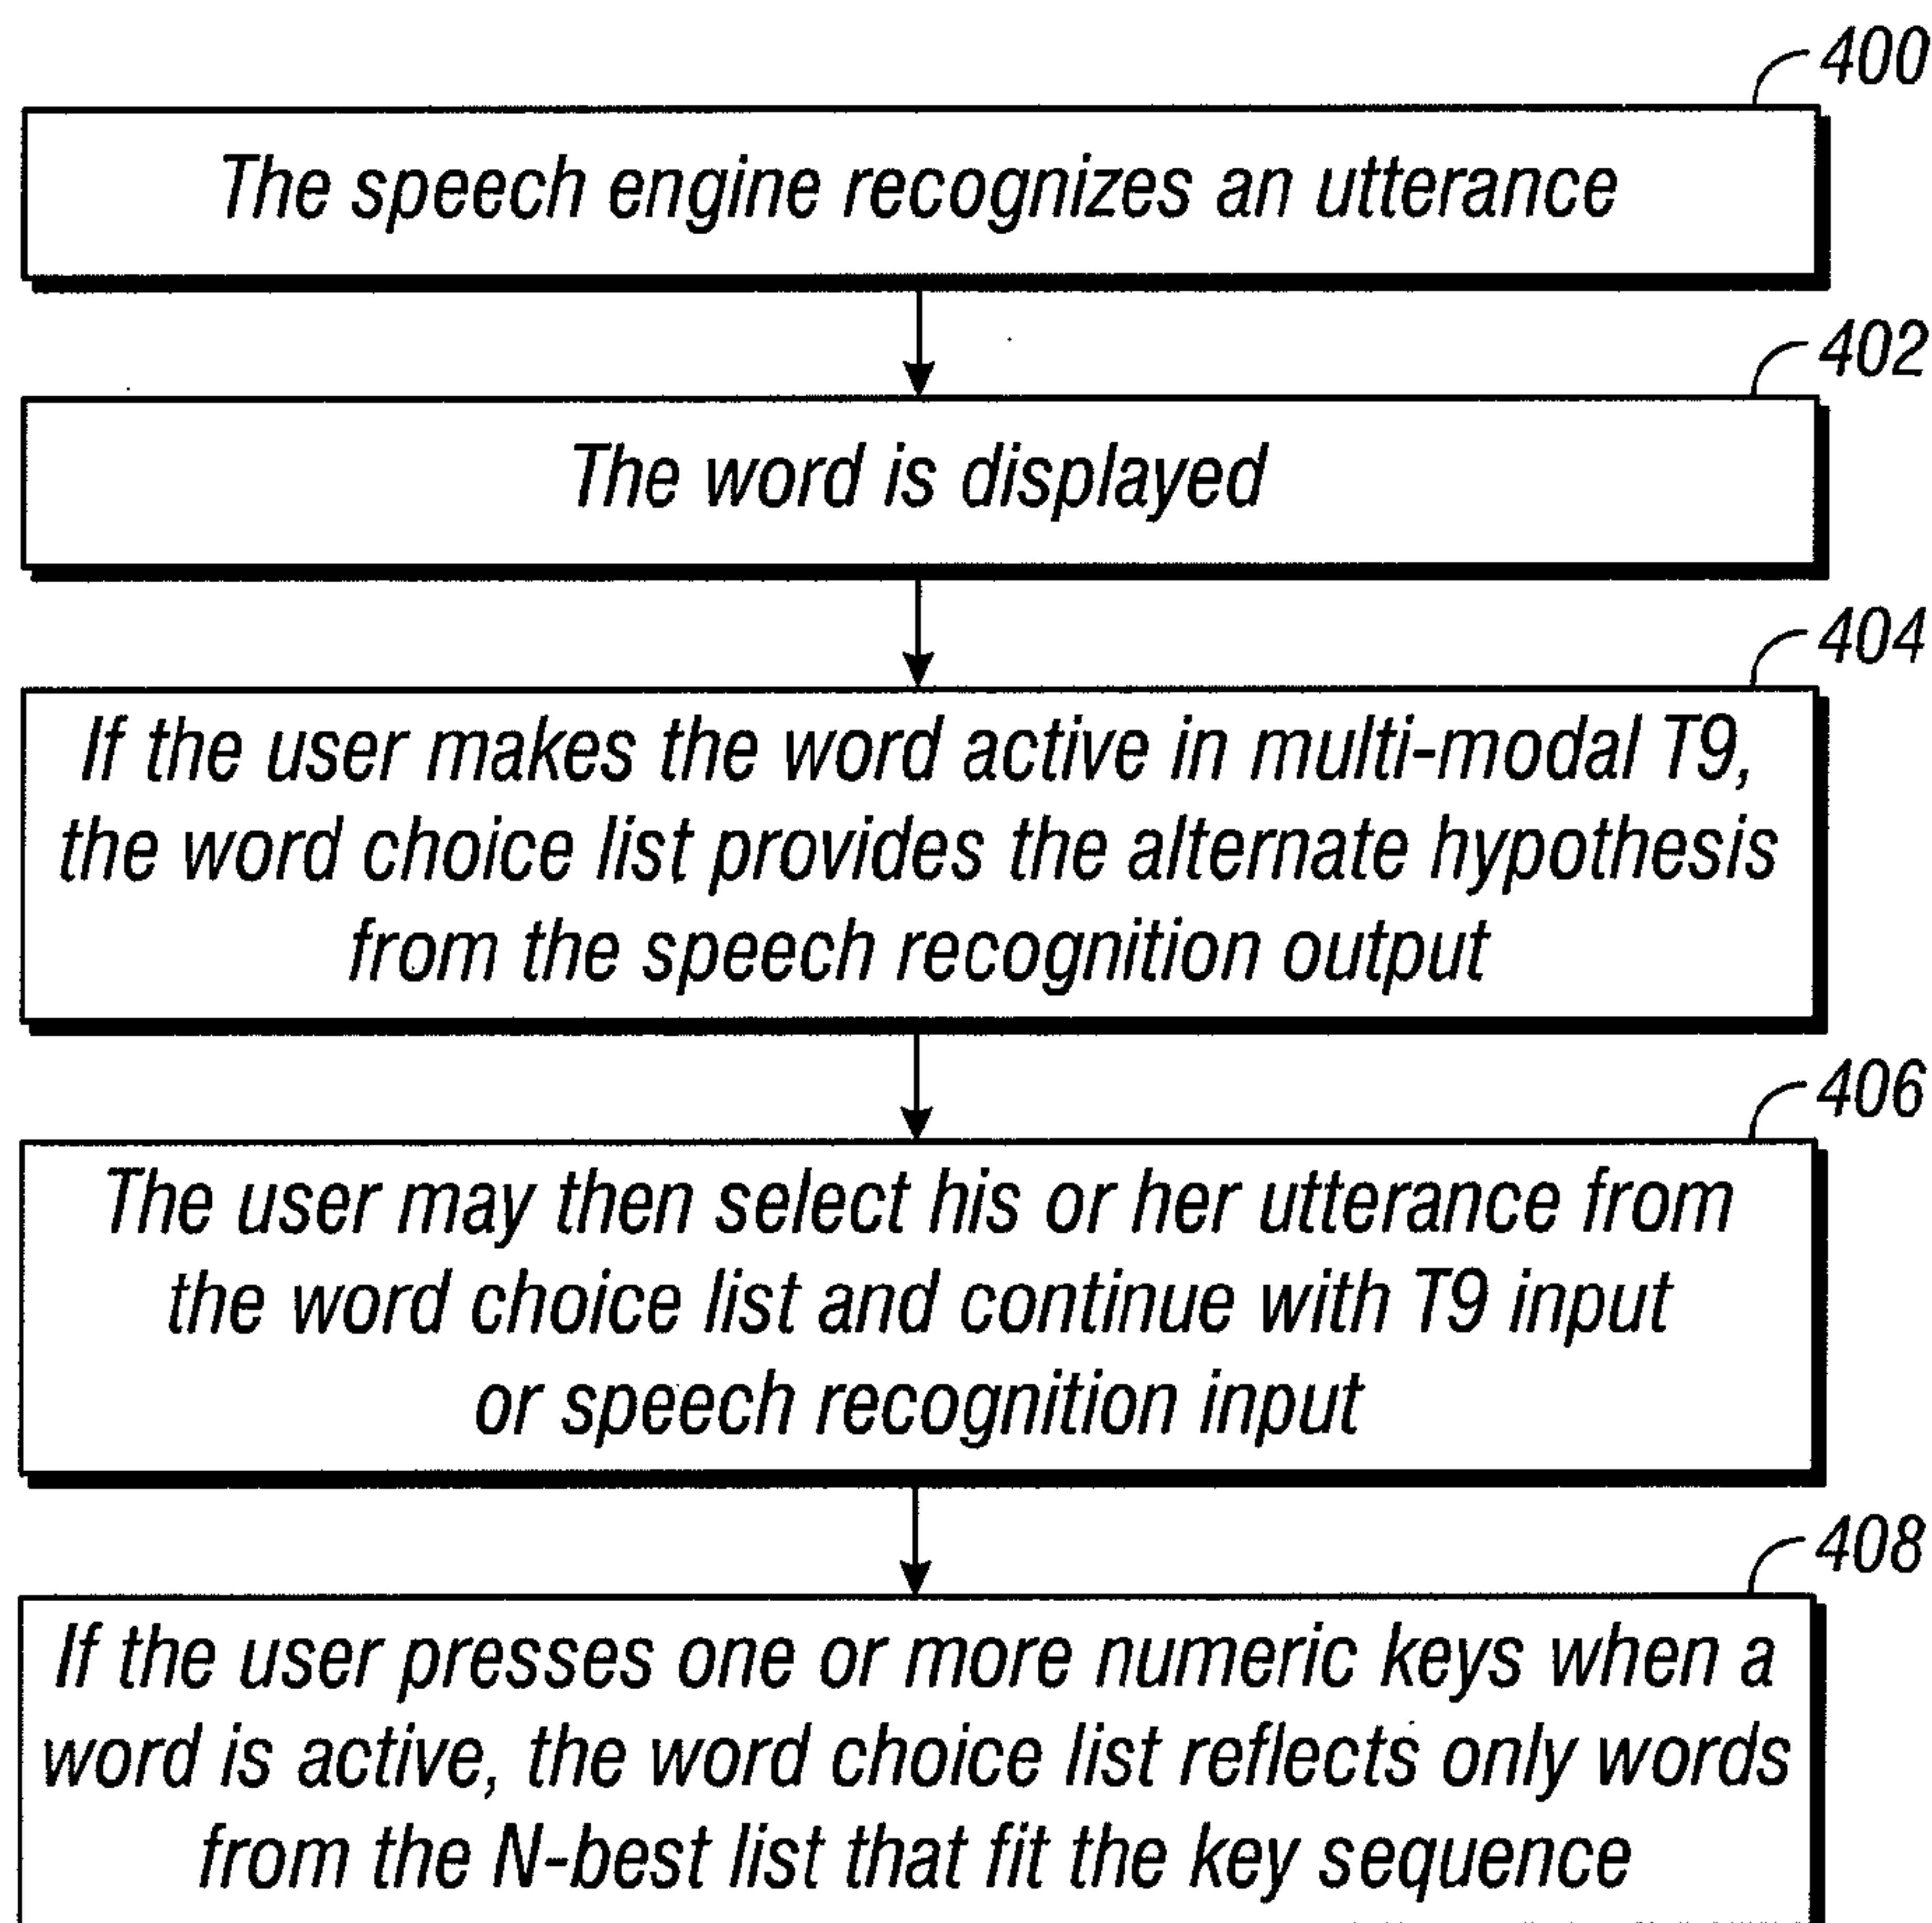 400
The speech engine recognizes an utterance
402
The word is displayed
404
If the user makes the word active in multi-modal T9,
the word choice list provides the alternate hypothesis
from the speech recognition output
406
The user may then select his or her utterance from
the word choice list and continue with T9 input
or speech recognition input
408
If the user presses one or more numeric keys when a
word is active, the word choice list reflects only words
from the N-best list that fit the key sequence